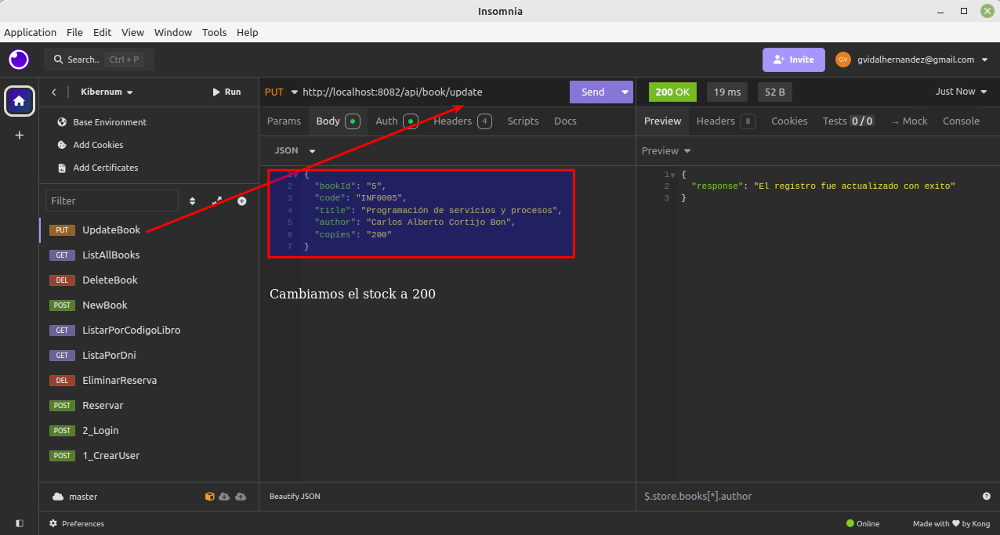 Insomnia
Application File Edit View Window Tools Help
Search.. Ctrl + P
Invite
GV gvidalhernandez@gmail.com
Kibernum
Run
Base Environment
Add Cookies
Add Certificates
Filter
PUT UpdateBook
GET ListAllBooks
DEL DeleteBook
POST NewBook
GET ListarPorCodigoLibro
GET ListaPorDni
DEL EliminarReserva
POST Reservar
POST 2_Login
POST 1_CrearUser
master
PUT http://localhost:8082/api/book/update Send
Params Body Auth Headers 4 Scripts Docs
JSON
1 {
2 "bookId": "5",
3 "code": "INF0005",
4 "title": "Programación de servicios y procesos",
5 "author": "Carlos Alberto Cortijo Bon",
6 "copies": "200"
7 }
Cambiamos el stock a 200
Beautify JSON
200 OK 19 ms 52 B Just Now
Preview Headers 8 Cookies Tests 0 / 0 → Mock Console
Preview
1 {
2 "response": "El registro fue actualizado con exito"
3 }
$.store.books[*].author
Preferences
Online
Made with ♥ by Kong